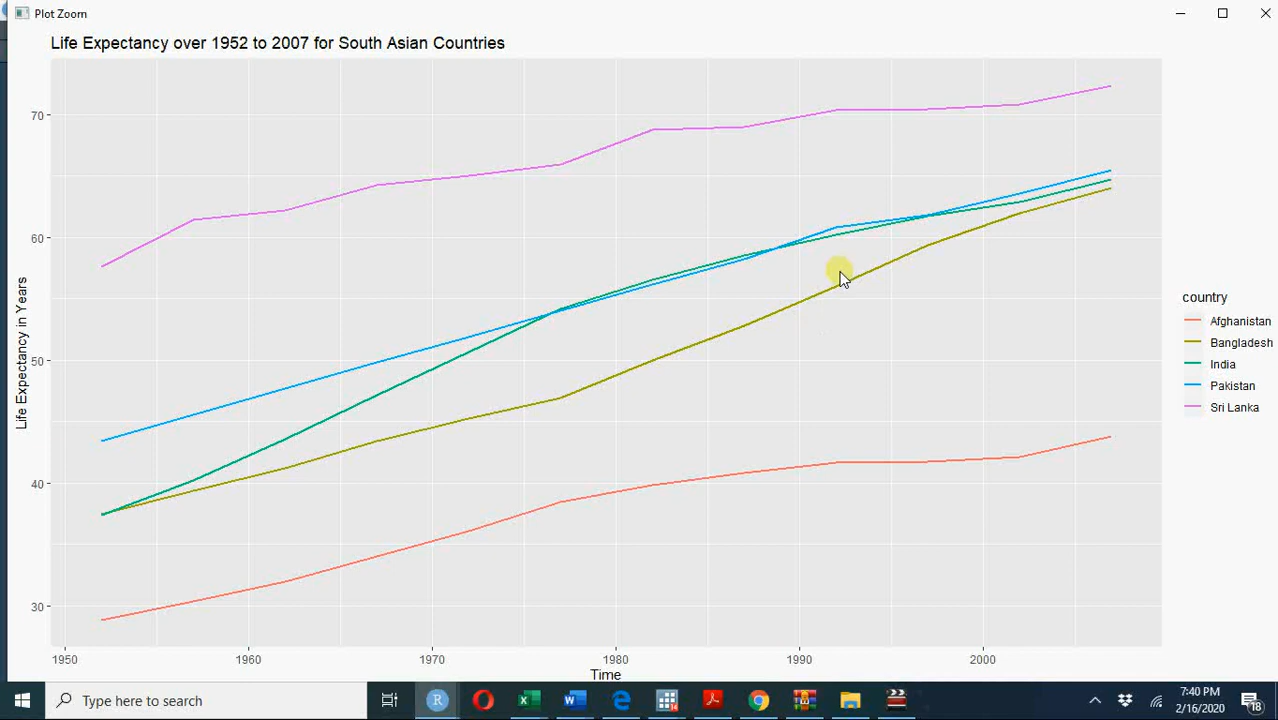 Plot Zoom
Life Expectancy over 1952 to 2007 for South Asian Countries
70
60
50
40
30
Life Expectancy in Years
1950 1960 1970 1980 1990 2000
Time
country
Afghanistan
Bangladesh
India
Pakistan
Sri Lanka
Type here to search
7:40 PM
2/16/2020
18